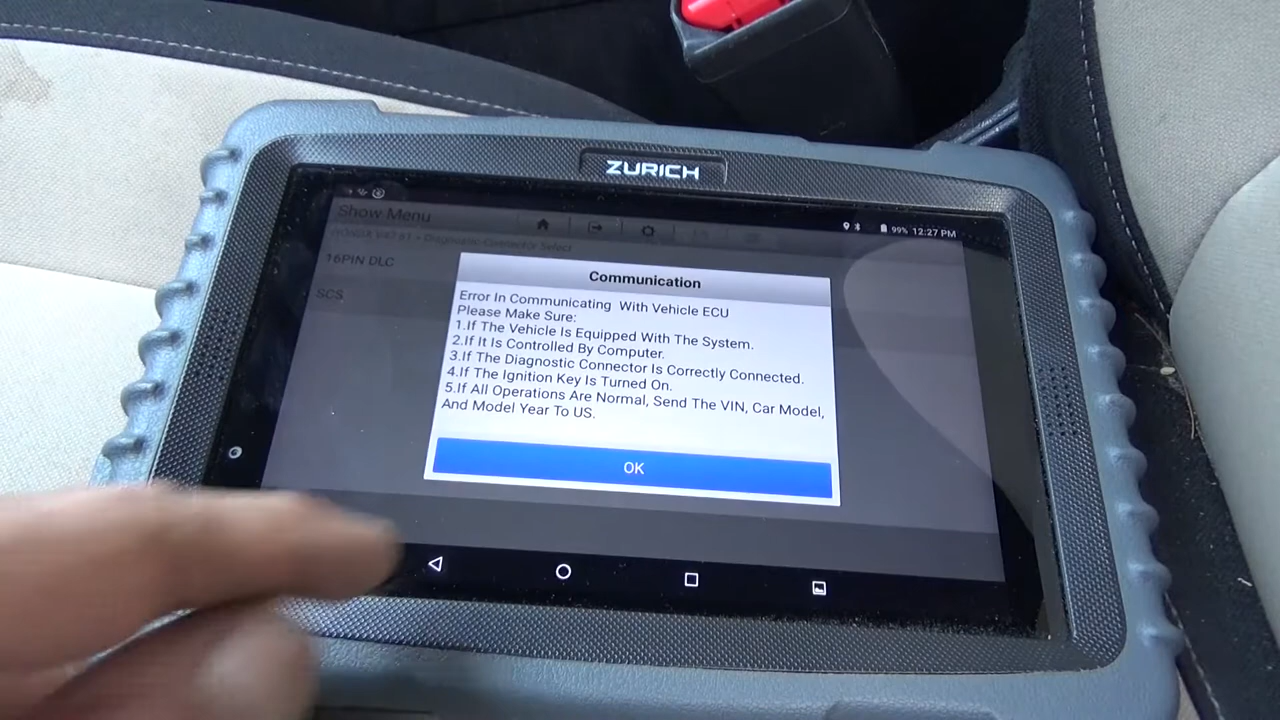 ZURICH
99% 12:27 PM
Show Menu
Diagnostic Connector Select
16PIN DLC
SCS
Communication
Error In Communicating With Vehicle ECU
Please Make Sure:
1.If The Vehicle Is Equipped With The System.
2.If It Is Controlled By Computer.
3.If The Diagnostic Connector Is Correctly Connected.
4.If The Ignition Key Is Turned On.
5.If All Operations Are Normal, Send The VIN, Car Model,
And Model Year To US.
OK